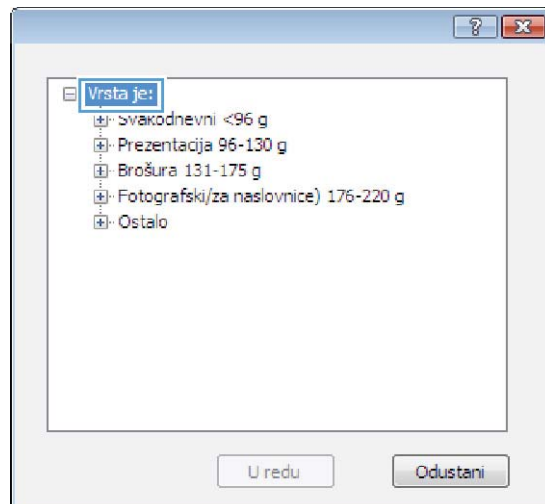 Vrsta je:
Svakodnevni <96 g
Prezentacija 96-130 g
Brošura 131-175 g
Fotografski/za naslovnice) 176-220 g
Ostalo
U redu
Odustani